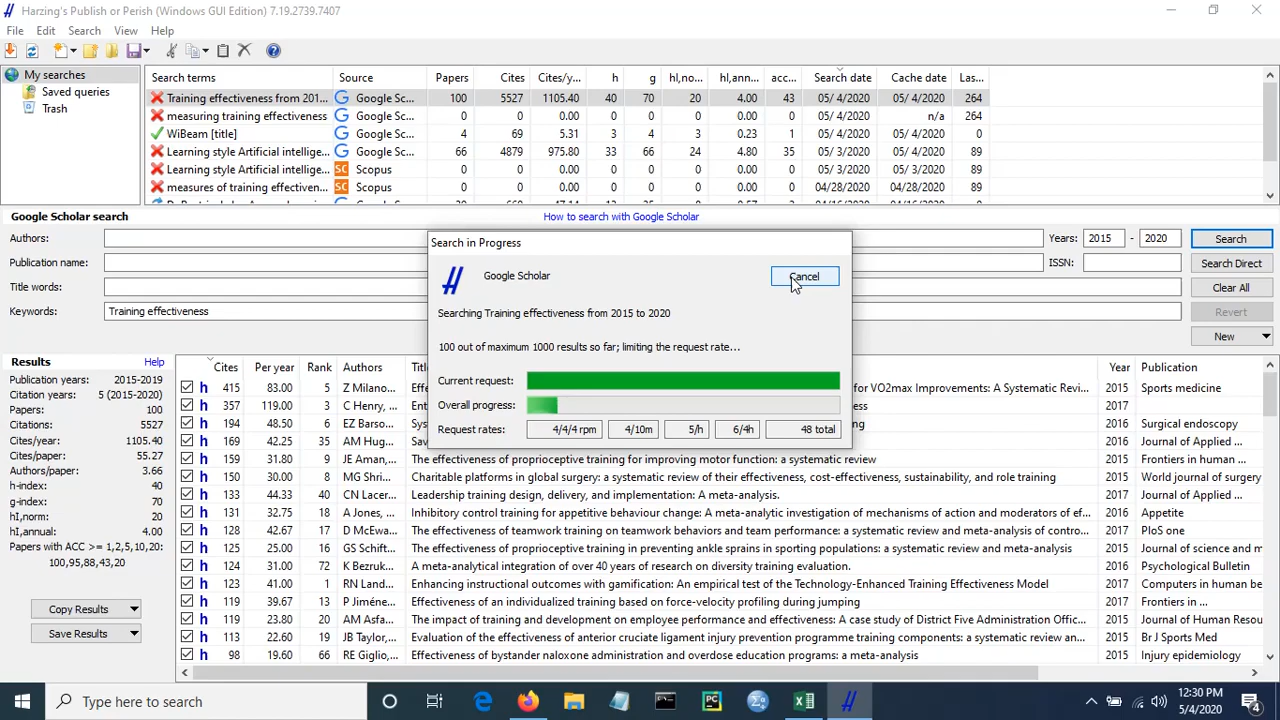 Harzing's Publish or Perish (Windows GUI Edition) 7.19.2739.7407
File Edit Search View Help
My searches
Saved queries
Trash
Search terms Source Papers Cites Cites/y... h g hI,no... hI,ann... acc... Search date Cache date Las...
Training effectiveness from 201... Google Sc... 100 5527 1105.40 40 70 20 4.00 43 05/ 4/2020 05/ 4/2020 264
measuring training effectiveness Google Sc... 0 0 0.00 0 0 0 0.00 0 05/ 4/2020 n/a 264
WiBeam [title] Google Sc... 4 69 5.31 3 4 3 0.23 1 05/ 4/2020 05/ 4/2020 0
Learning style Artificial intellige... Google Sc... 66 4879 975.80 33 66 24 4.80 35 05/ 3/2020 05/ 3/2020 89
Learning style Artificial intellige... SC Scopus 0 0 0.00 0 0 0 0.00 0 05/ 3/2020 05/ 3/2020 89
measures of training effectiven... SC Scopus 0 0 0.00 0 0 0 0.00 0 04/28/2020 04/28/2020 89
Google Scholar search How to search with Google Scholar
Authors: Years: 2015 - 2020 Search
Publication name: ISSN: Search Direct
Title words: Clear All
Keywords: Training effectiveness Revert
New
Search in Progress
Google Scholar Cancel
Searching Training effectiveness from 2015 to 2020
100 out of maximum 1000 results so far; limiting the request rate...
Current request:
Overall progress:
Request rates: 4/4/4 rpm 4/10m 5/h 6/4h 48 total
Results Help
Publication years: 2015-2019
Citation years: 5 (2015-2020)
Papers: 100
Citations: 5527
Cites/year: 1105.40
Cites/paper: 55.27
Authors/paper: 3.66
h-index: 40
g-index: 70
hI,norm: 20
hI,annual: 4.00
Papers with ACC >= 1,2,5,10,20:
100,95,88,43,20
Copy Results
Save Results
Cites Per year Rank Authors Titl Year Publication
h 415 83.00 5 Z Milano... Effe for VO2max Improvements: A Systematic Revi... 2015 Sports medicine
h 357 119.00 3 C Henry, ... Ent ess 2017
h 194 48.50 6 EZ Barso... Syst ing 2016 Surgical endoscopy
h 169 42.25 35 AM Hug... Sav 2016 Journal of Applied ...
h 159 31.80 9 JE Aman,... The effectiveness of proprioceptive training for improving motor function: a systematic review 2015 Frontiers in human ...
h 150 30.00 8 MG Shri... Charitable platforms in global surgery: a systematic review of their effectiveness, cost-effectiveness, sustainability, and role training 2015 World journal of surgery
h 133 44.33 40 CN Lacer... Leadership training design, delivery, and implementation: A meta-analysis. 2017 Journal of Applied ...
h 131 32.75 18 A Jones, ... Inhibitory control training for appetitive behaviour change: A meta-analytic investigation of mechanisms of action and moderators of ef... 2016 Appetite
h 128 42.67 17 D McEwa... The effectiveness of teamwork training on teamwork behaviors and team performance: a systematic review and meta-analysis of contro... 2017 PloS one
h 125 25.00 16 GS Schift... The effectiveness of proprioceptive training in preventing ankle sprains in sporting populations: a systematic review and meta-analysis 2015 Journal of science and m
h 124 31.00 72 K Bezruk... A meta-analytical integration of over 40 years of research on diversity training evaluation. 2016 Psychological Bulletin
h 123 41.00 1 RN Land... Enhancing instructional outcomes with gamification: An empirical test of the Technology-Enhanced Training Effectiveness Model 2017 Computers in human be
h 119 39.67 13 P Jiméne... Effectiveness of an individualized training based on force-velocity profiling during jumping 2017 Frontiers in ...
h 119 23.80 20 AM Asfa... The impact of training and development on employee performance and effectiveness: A case study of District Five Administration Offic... 2015 Journal of Human Resou
h 113 22.60 19 JB Taylor,... Evaluation of the effectiveness of anterior cruciate ligament injury prevention programme training components: a systematic review an... 2015 Br J Sports Med
h 98 19.60 66 RE Giglio,... Effectiveness of bystander naloxone administration and overdose education programs: a meta-analysis 2015 Injury epidemiology
Type here to search 12:30 PM
5/4/2020 4